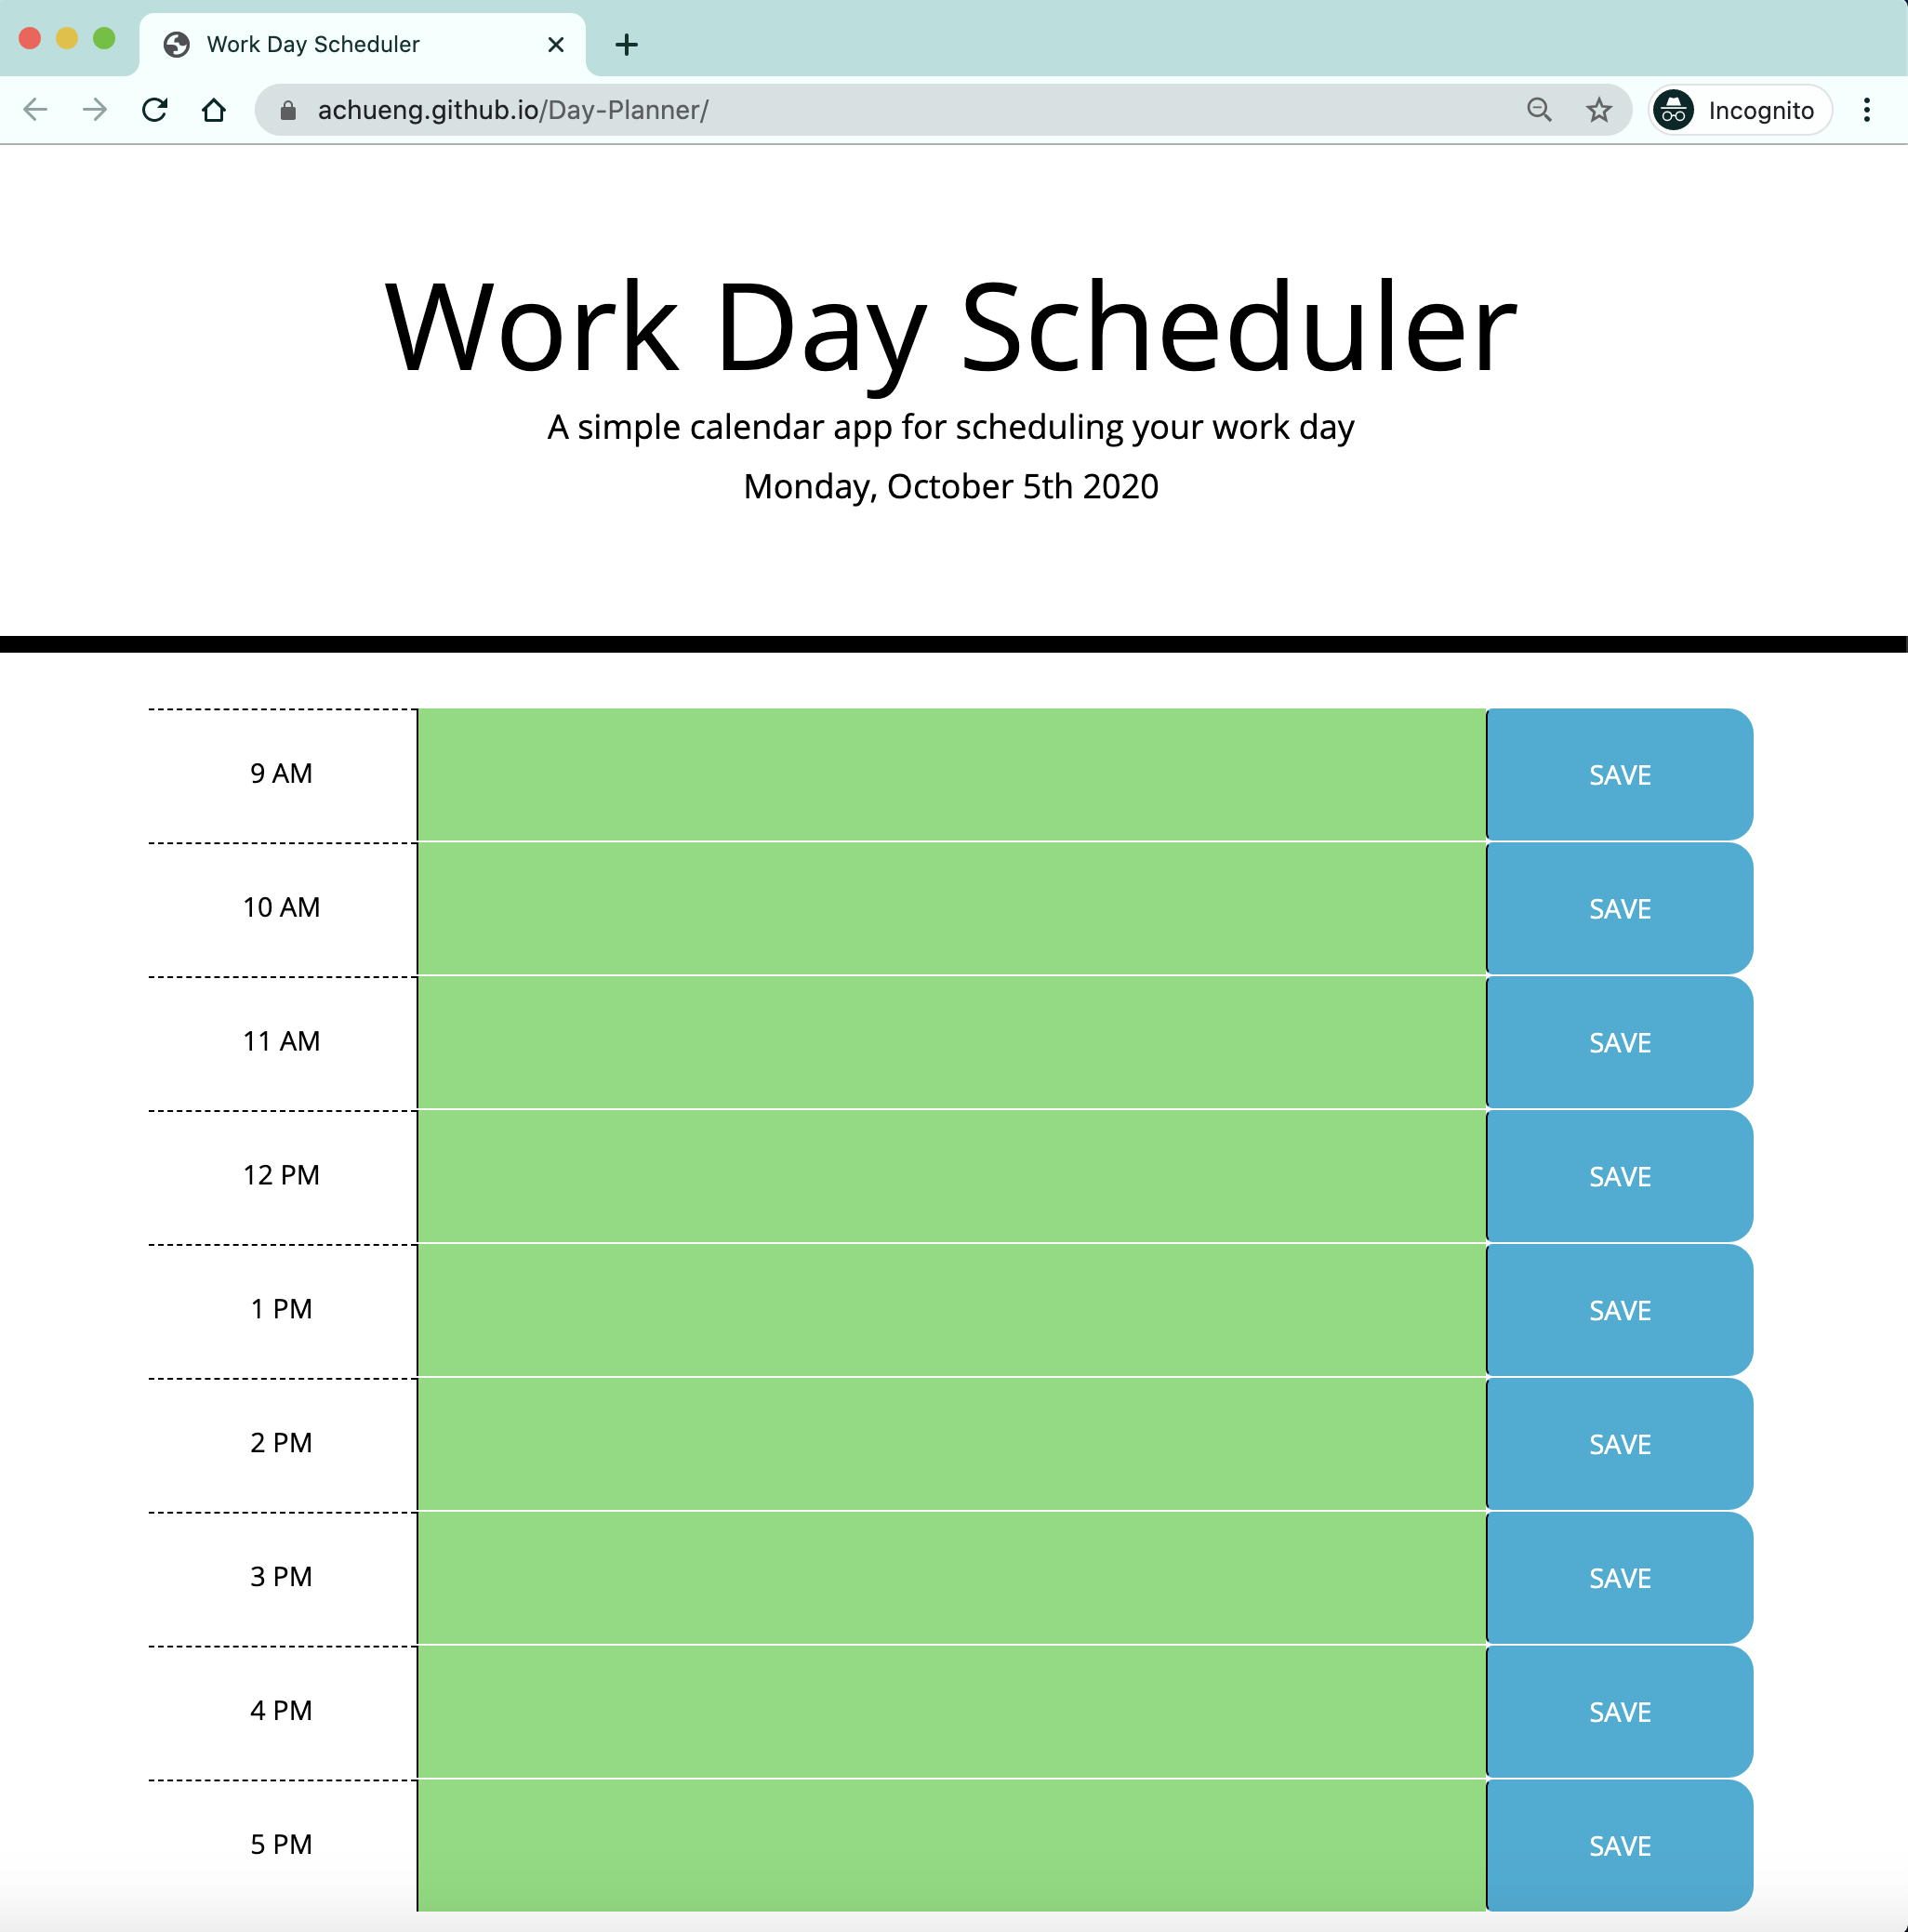 Work Day Scheduler
achueng.github.io/Day-Planner/
Incognito
Work Day Scheduler
A simple calendar app for scheduling your work day
Monday, October 5th 2020
9 AM SAVE
10 AM SAVE
11 AM SAVE
12 PM SAVE
1 PM SAVE
2 PM SAVE
3 PM SAVE
4 PM SAVE
5 PM SAVE